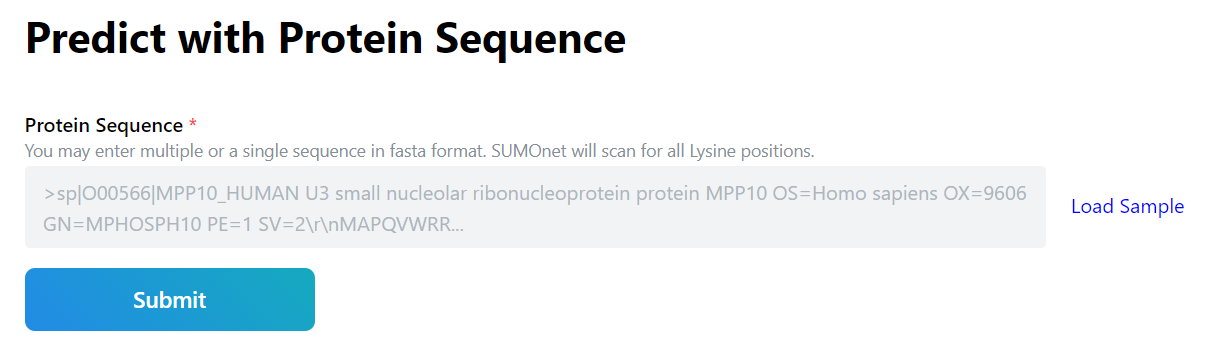 Predict with Protein Sequence
Protein Sequence *
You may enter multiple or a single sequence in fasta format. SUMOnet will scan for all Lysine positions.
>sp|O00566|MPP10_HUMAN U3 small nucleolar ribonucleoprotein protein MPP10 OS=Homo sapiens OX=9606
GN=MPHOSPH10 PE=1 SV=2\r\nMAPQVWRR...
Load Sample
Submit